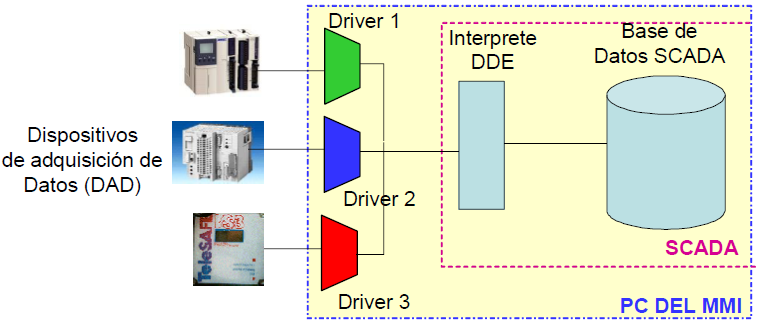 Driver 1
Interprete
DDE
Base de
Datos SCADA
Dispositivos
de adquisición de
Datos (DAD)
Driver 2
TeleSAFE
SCADA
Driver 3
PC DEL MMI